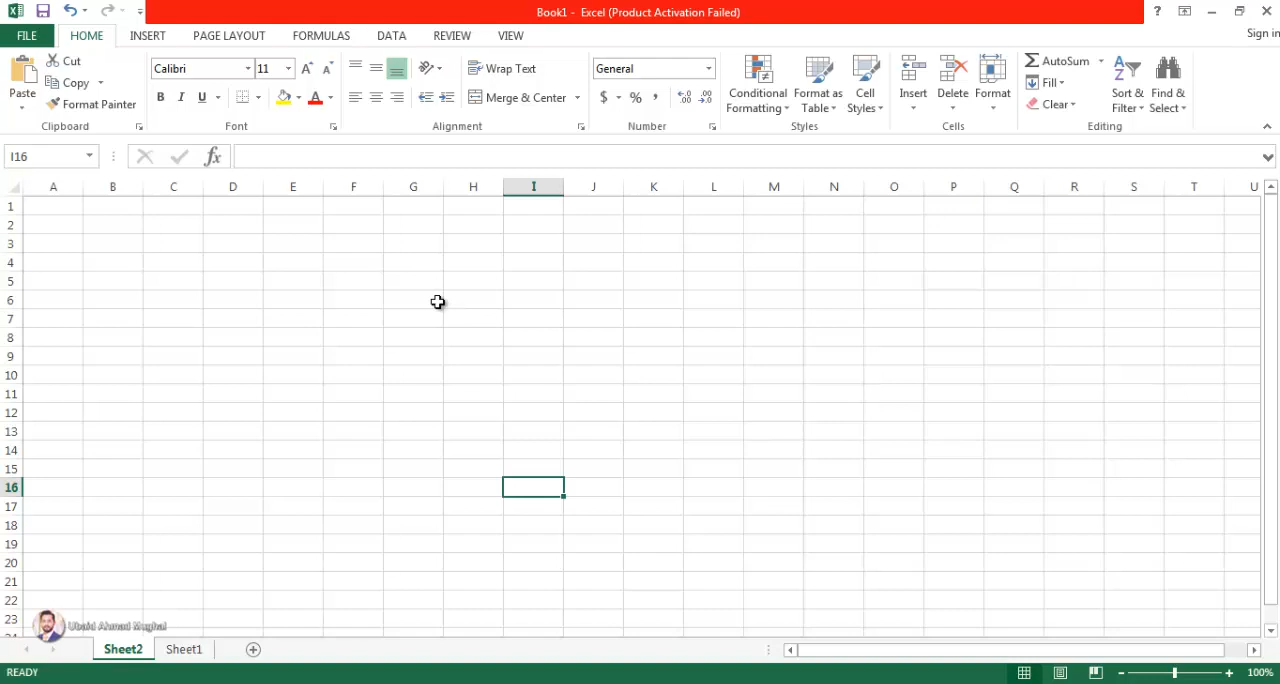 Book1 - Excel (Product Activation Failed)
?
FILE HOME INSERT PAGE LAYOUT FORMULAS DATA REVIEW VIEW Sign in
Paste
Cut
Copy
Format Painter
Clipboard
Calibri 11
B I U
Font
Wrap Text
Merge & Center
Alignment
General
$ % ,
Number
Conditional Formatting
Format as Table
Cell Styles
Styles
Insert
Delete
Format
Cells
AutoSum
Fill
Clear
Sort & Filter
Find & Select
Editing
I16
fx
A B C D E F G H I J K L M N O P Q R S T U
1
2
3
4
5
6
7
8
9
10
11
12
13
14
15
16
17
18
19
20
21
22
23
Ubaid Ahmad Mughal
Sheet2 Sheet1
READY 100%